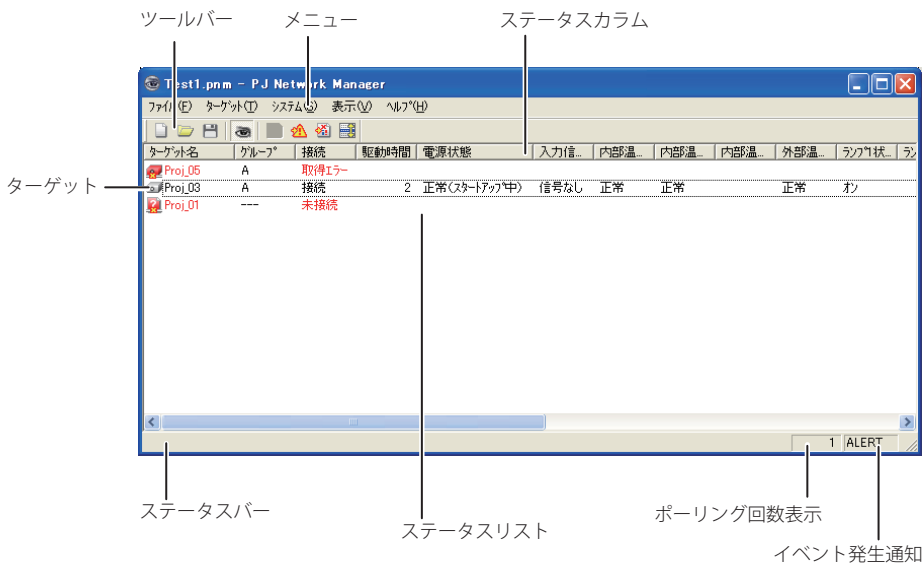 ツールバー メニュー ステータスカラム
Test1.pnm - PJ Network Manager
ファイル(F) ターゲット(T) システム(S) 表示(V) ヘルプ(H)
ターゲット名 グループ 接続 駆動時間 電源状態 入力信... 内部温... 内部温... 内部温... 外部温... ランプ1状... ラン
Proj_05 A 取得エラー
ターゲット
Proj_03 A 接続 2 正常(スタートアップ中) 信号なし 正常 正常 正常 オン
Proj_01 --- 未接続
1 ALERT
ステータスバー
ステータスリスト
ポーリング回数表示
イベント発生通知